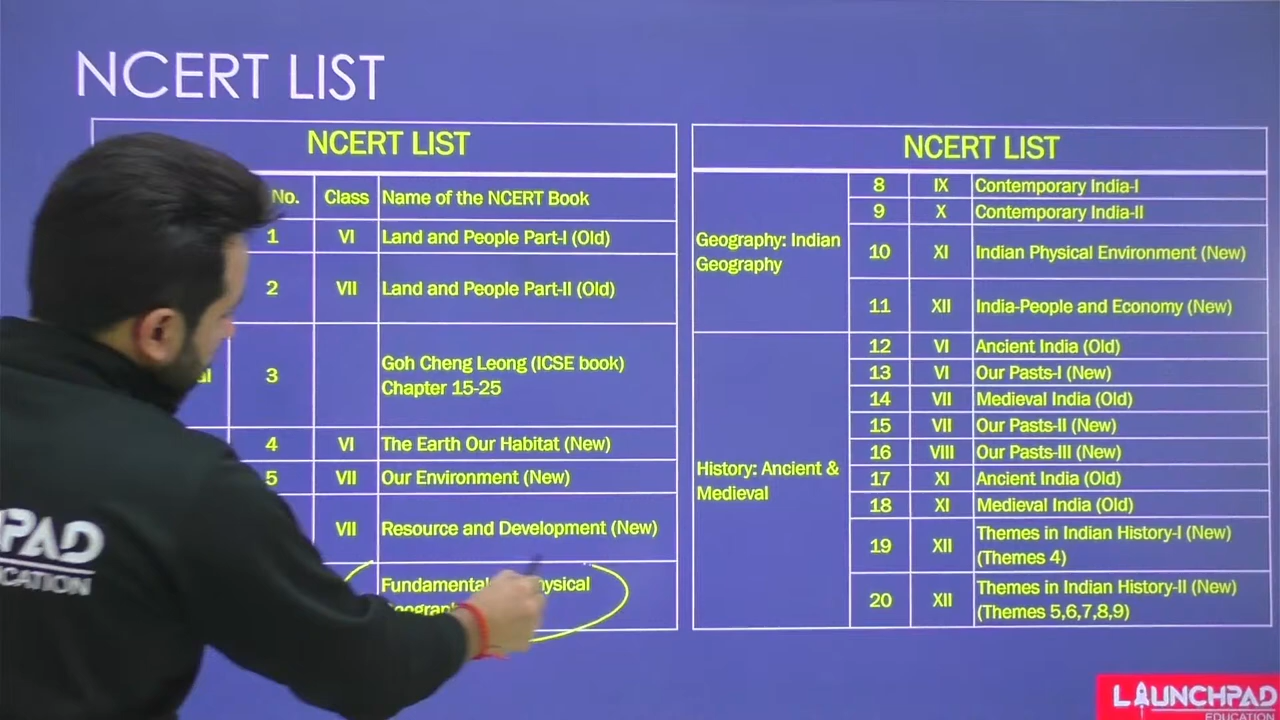 NCERT LIST
NCERT LIST
No. Class Name of the NCERT Book
1 VI Land and People Part-I (Old)
2 VII Land and People Part-II (Old)
3 Goh Cheng Leong (ICSE book)
Chapter 15-25
4 VI The Earth Our Habitat (New)
5 VII Our Environment (New)
VII Resource and Development (New)
NCERT LIST
Geography: Indian
Geography
8 IX Contemporary India-I
9 X Contemporary India-II
10 XI Indian Physical Environment (New)
11 XII India-People and Economy (New)
History: Ancient &
Medieval
12 VI Ancient India (Old)
13 VI Our Pasts-I (New)
14 VII Medieval India (Old)
15 VII Our Pasts-II (New)
16 VIII Our Pasts-III (New)
17 XI Ancient India (Old)
18 XI Medieval India (Old)
19 XII Themes in Indian History-I (New)
(Themes 4)
20 XII Themes in Indian History-II (New)
(Themes 5,6,7,8,9)
LAUNCHPAD
EDUCATION